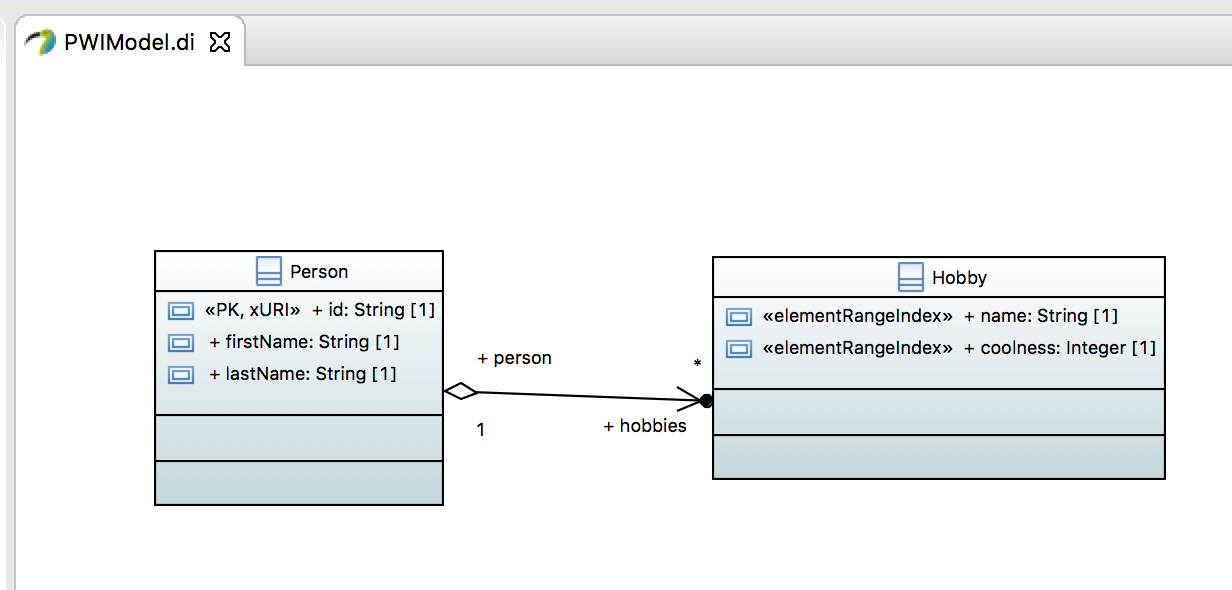 PWIModel.di
Person
«PK, xURI» + id: String [1]
+ firstName: String [1]
+ lastName: String [1]
+ person
1
*
+ hobbies
Hobby
«elementRangeIndex» + name: String [1]
«elementRangeIndex» + coolness: Integer [1]